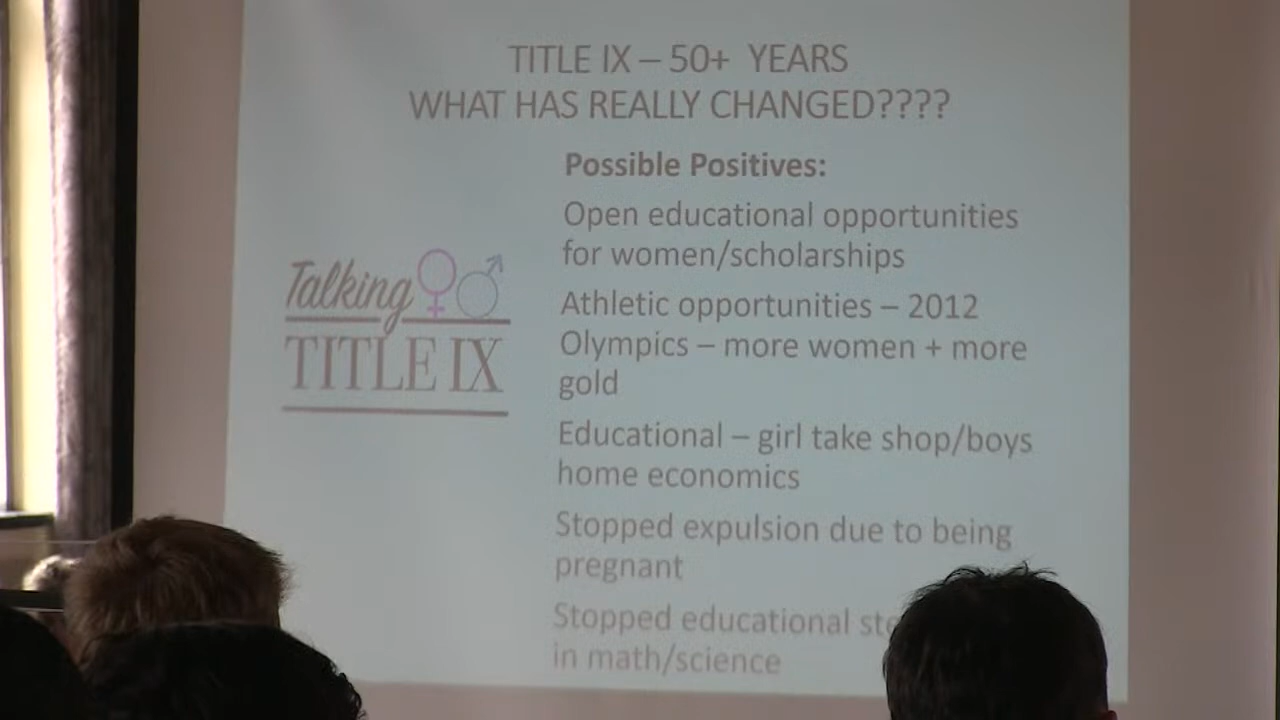 TITLE IX – 50+ YEARS
WHAT HAS REALLY CHANGED????
Possible Positives:
Open educational opportunities
for women/scholarships
Athletic opportunities – 2012
Olympics – more women + more
gold
Educational – girl take shop/boys
home economics
Stopped expulsion due to being
pregnant
Stopped educational
in math/science
Talking
TITLE IX